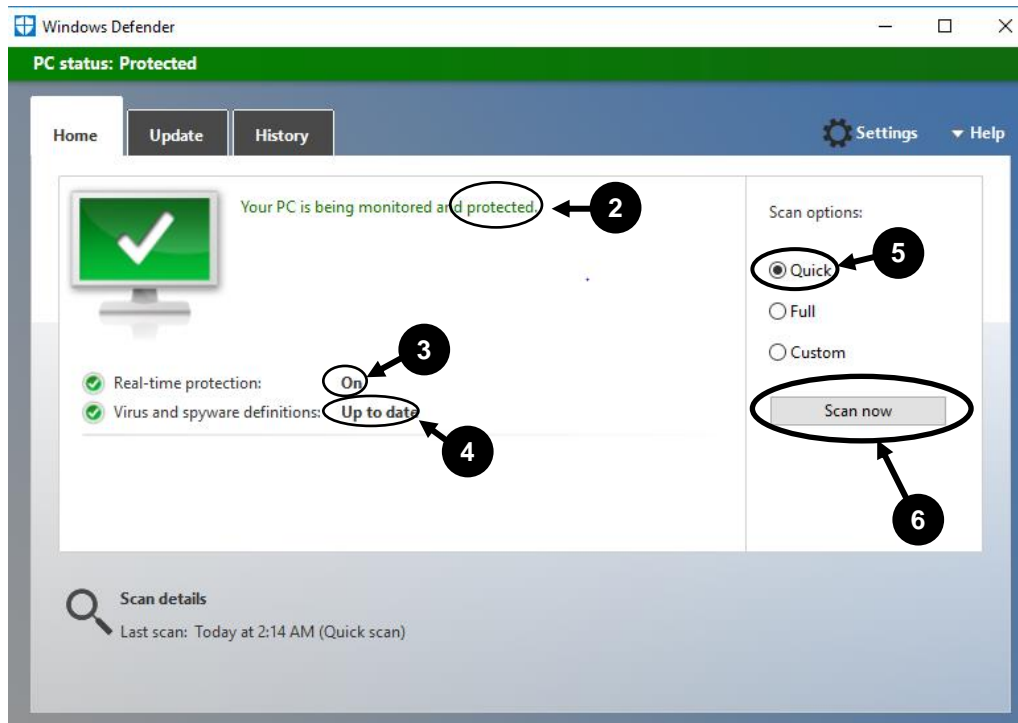 Windows Defender
PC status: Protected
Home Update History Settings Help
Your PC is being monitored and protected.
2
Scan options:
5
Quick
Full
3
Custom
Real-time protection: On
Virus and spyware definitions: Up to date
Scan now
4
6
Scan details
Last scan: Today at 2:14 AM (Quick scan)